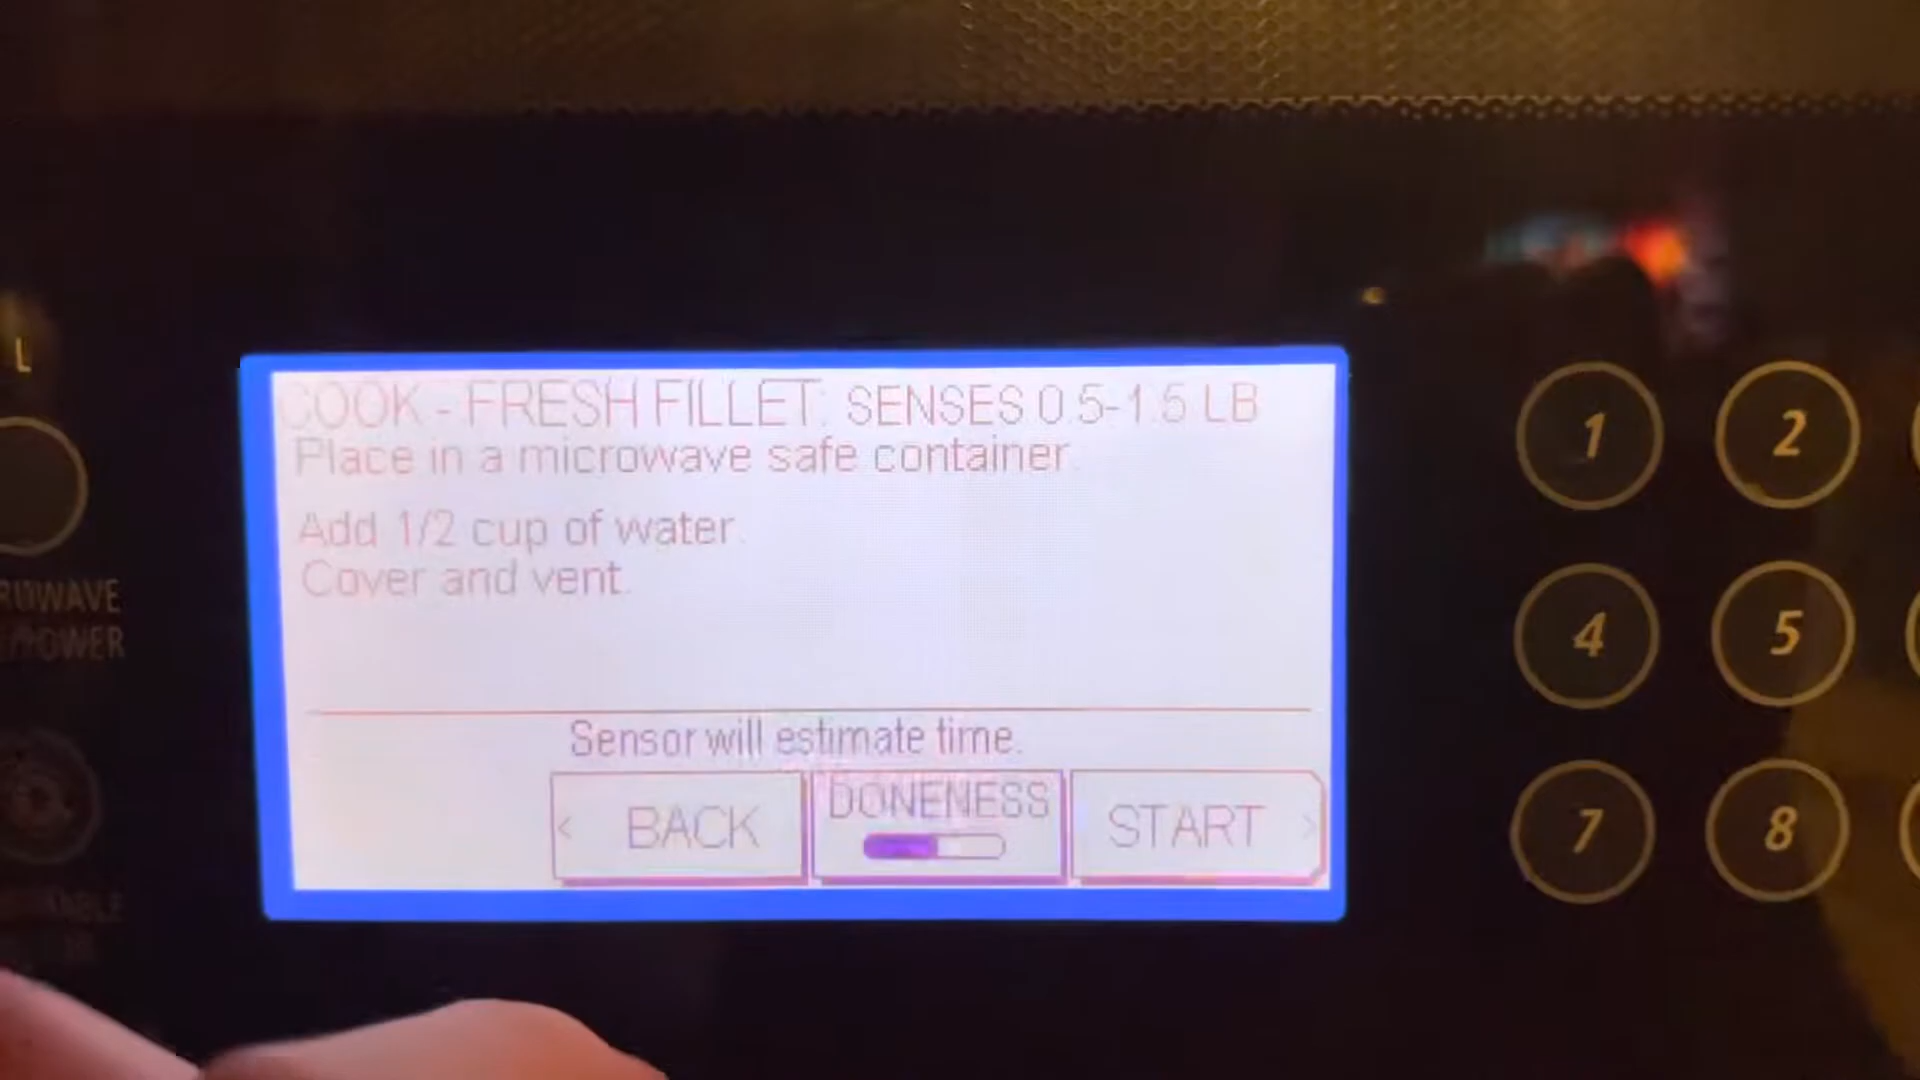 COOK - FRESH FILLET: SENSES 0.5-1.5 LB
Place in a microwave safe container.
Add 1/2 cup of water.
Cover and vent.
Sensor will estimate time.
< BACK
DONENESS
START >
L
POWER
1 2
4 5
7 8